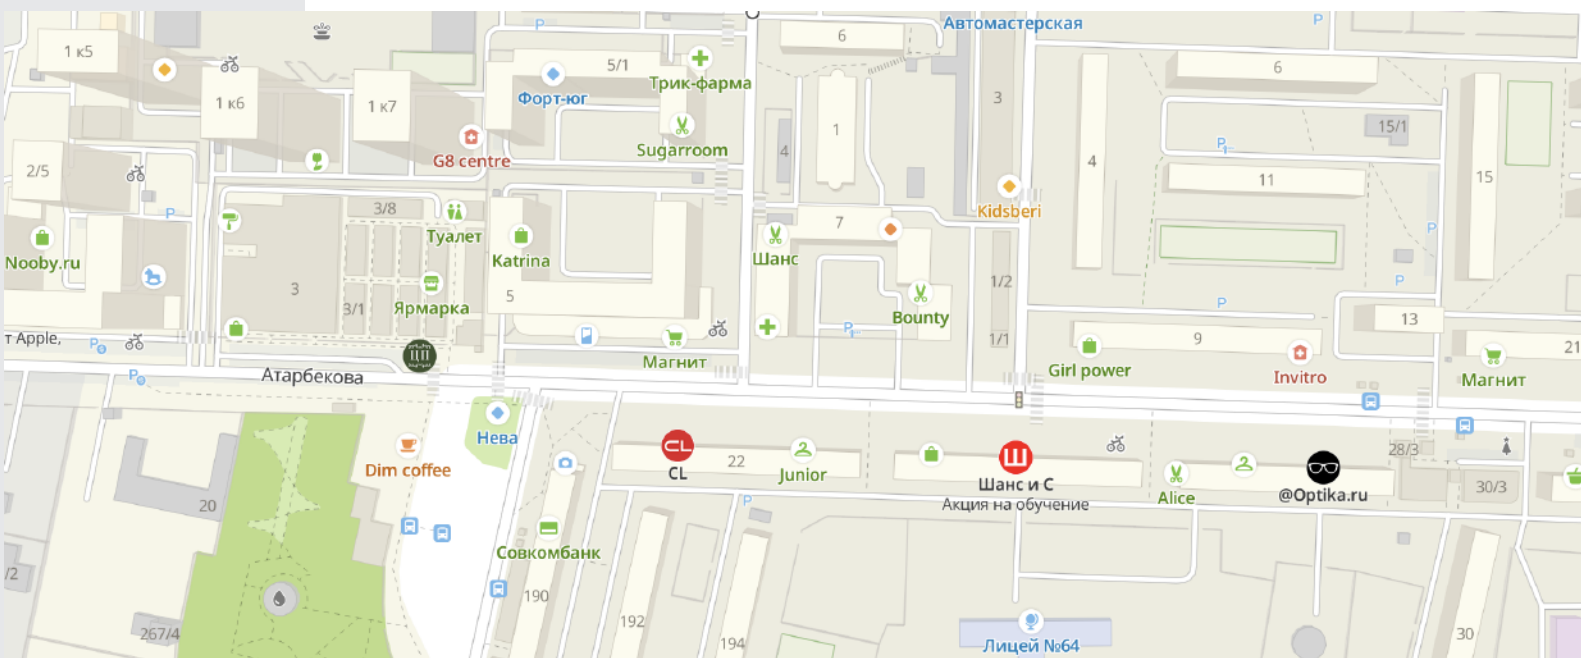 Автомастерская
P
P
1 к5
6
5/1
Трик-фарма
6
Форт-юг
1 к6
1 к7
3
15/1
G8 centre
1
Sugarroom
4
4
P
2/5
11
15
P
3/8
Kidsberi
Туалет
7
P
Nooby.ru
Katrina
Шанс
3
3/1
Ярмарка
5
1/2
P
P
Bounty
13
т Apple,
P
P
1/1
9
21
Магнит
Girl power
Invitro
Магнит
P
Атарбекова
ЦП
Нева
Dim coffee
CL
CL
22
Junior
Ш
Шанс и С
Акция на обучение
Alice
@Optika.ru
28/3
30/3
20
P
Совкомбанк
/2
190
192
194
267/4
Лицей №64
30